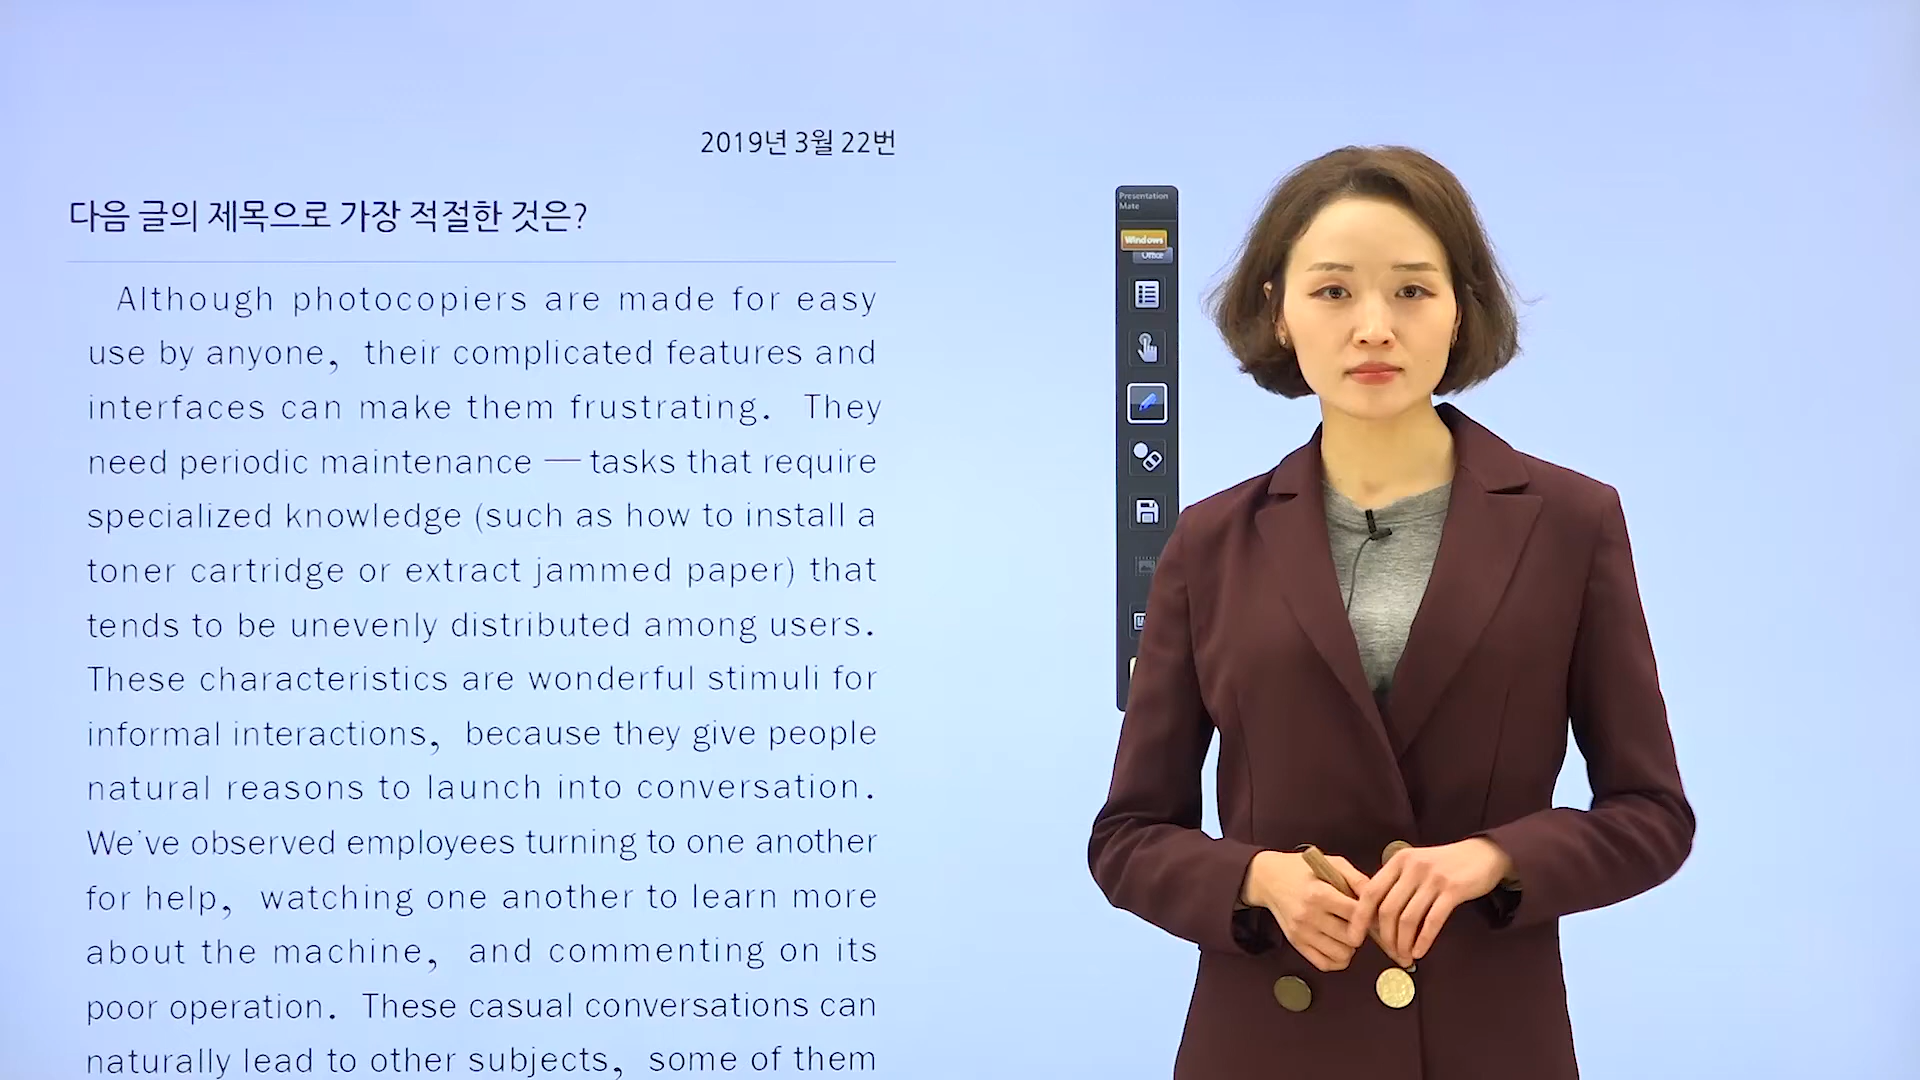 2019년 3월 22번
다음 글의 제목으로 가장 적절한 것은?
Although photocopiers are made for easy
use by anyone, their complicated features and
interfaces can make them frustrating. They
need periodic maintenance — tasks that require
specialized knowledge (such as how to install a
toner cartridge or extract jammed paper) that
tends to be unevenly distributed among users.
These characteristics are wonderful stimuli for
informal interactions, because they give people
natural reasons to launch into conversation.
We've observed employees turning to one another
for help, watching one another to learn more
about the machine, and commenting on its
poor operation. These casual conversations can
naturally lead to other subjects, some of them
Presentation
Mate
Windows
Office